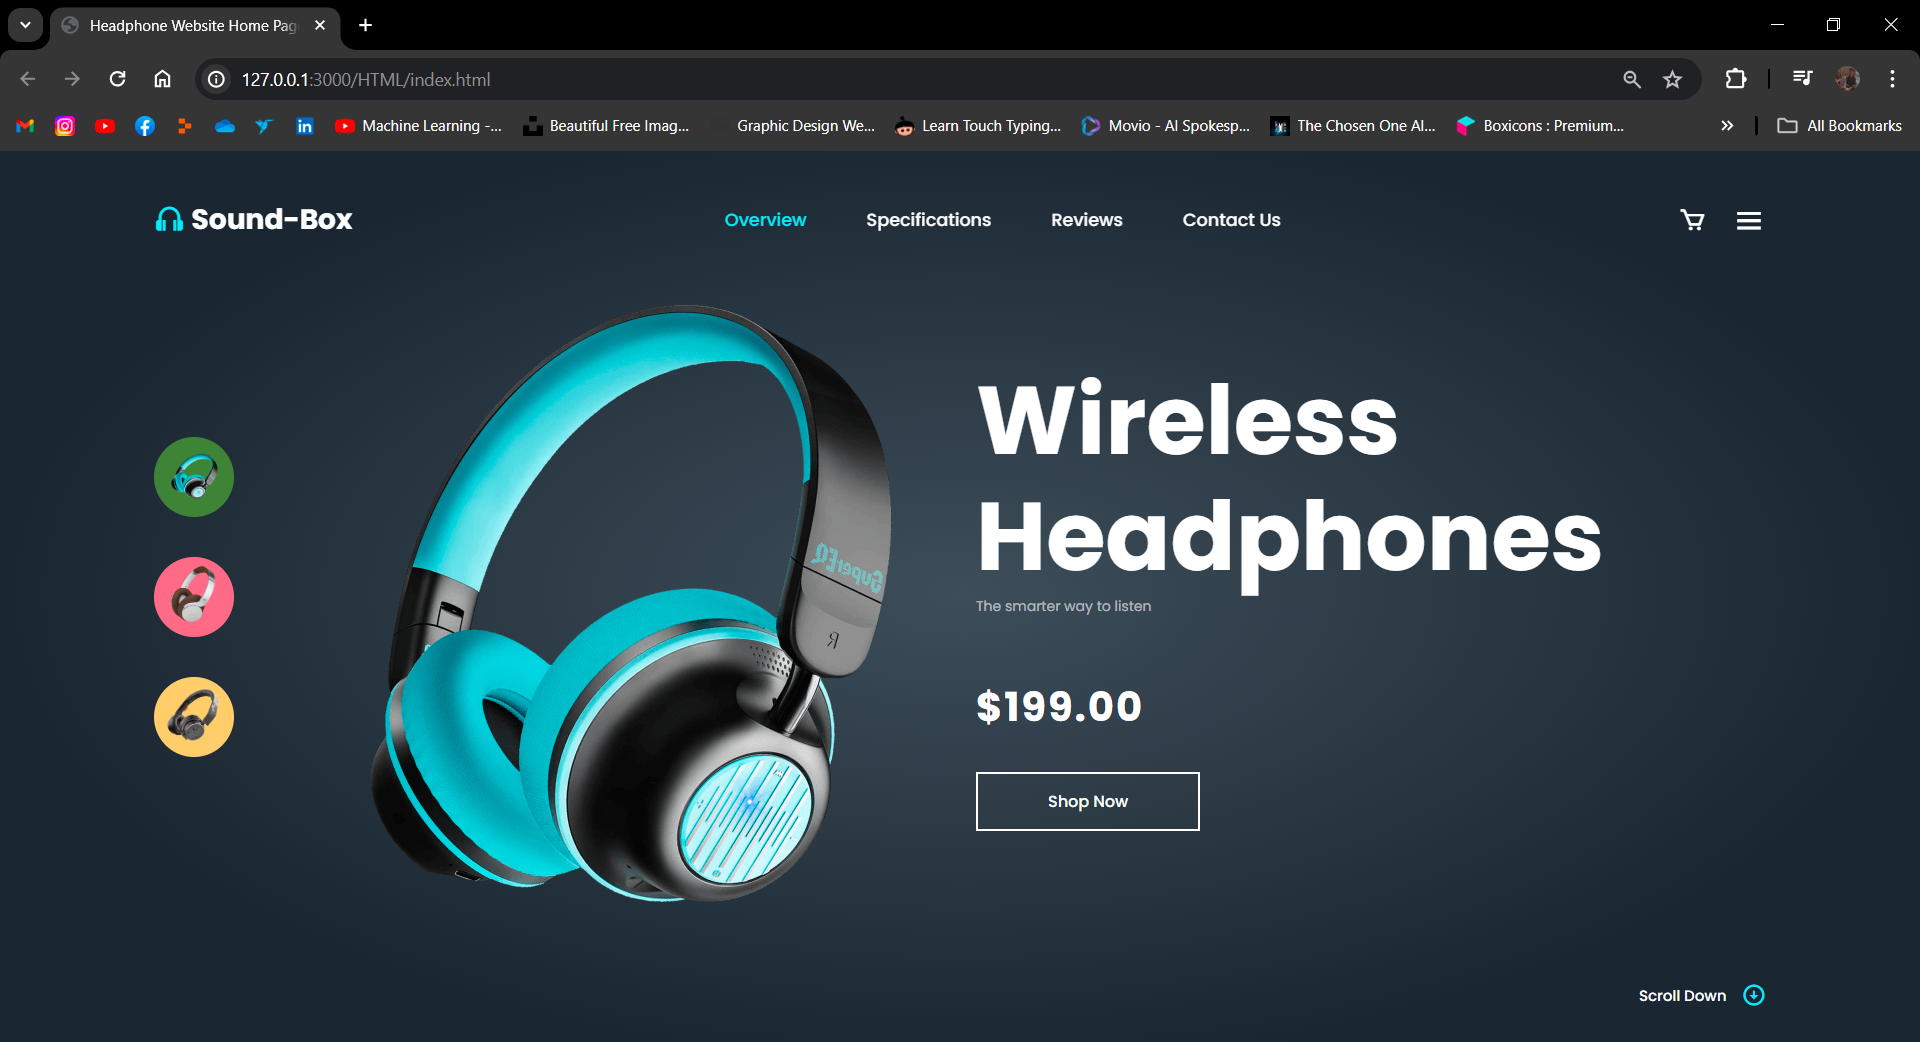 Headphone Website Home Pag
127.0.0.1:3000/HTML/index.html
Machine Learning -... Beautiful Free Imag... Graphic Design We... Learn Touch Typing... Movio - AI Spokesp... The Chosen One Al... Boxicons : Premium... All Bookmarks
Sound-Box Overview Specifications Reviews Contact Us
Wireless
Headphones
SuperEQ
R
The smarter way to listen
$199.00
Shop Now
Scroll Down